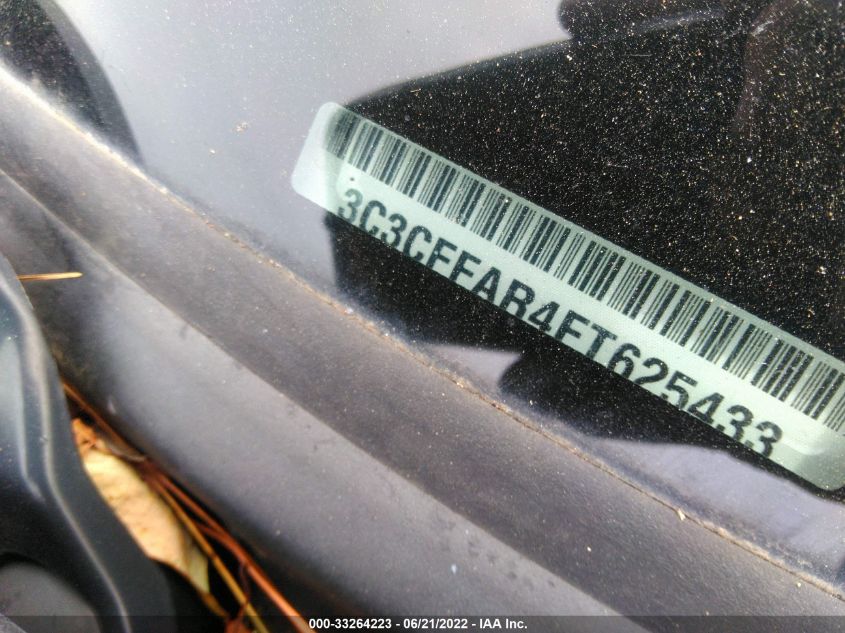 3C3CFFAR4FT625433
000-33264223 | 06/21/2022 - IAA Inc.